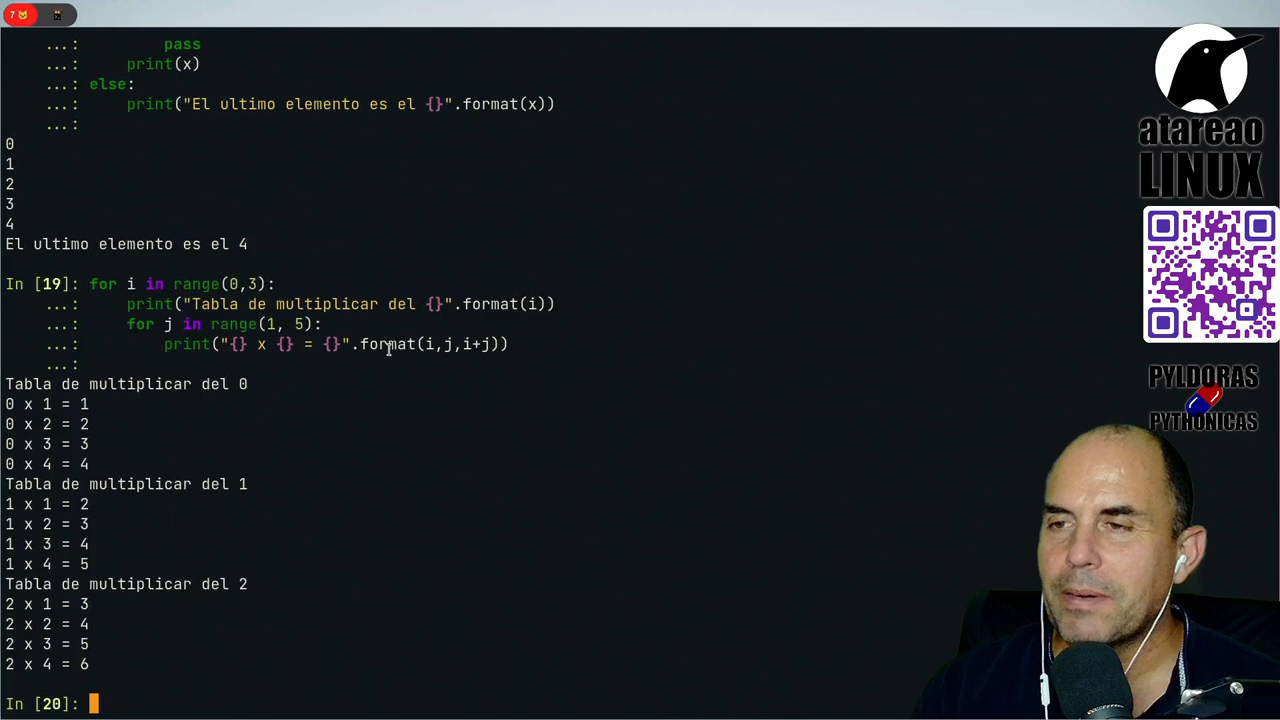 7
...: pass
...: print(x)
...: else:
...: print("El ultimo elemento es el {}".format(x))
...:
0
1
2
3
4
El ultimo elemento es el 4
In [19]: for i in range(0,3):
...: print("Tabla de multiplicar del {}".format(i))
...: for j in range(1, 5):
...: print("{} x {} = {}".format(i,j,i+j))
...:
Tabla de multiplicar del 0
0 x 1 = 1
0 x 2 = 2
0 x 3 = 3
0 x 4 = 4
Tabla de multiplicar del 1
1 x 1 = 2
1 x 2 = 3
1 x 3 = 4
1 x 4 = 5
Tabla de multiplicar del 2
2 x 1 = 3
2 x 2 = 4
2 x 3 = 5
2 x 4 = 6
In [20]:
atareao
LINUX
PYLDORAS
PYTHONICAS